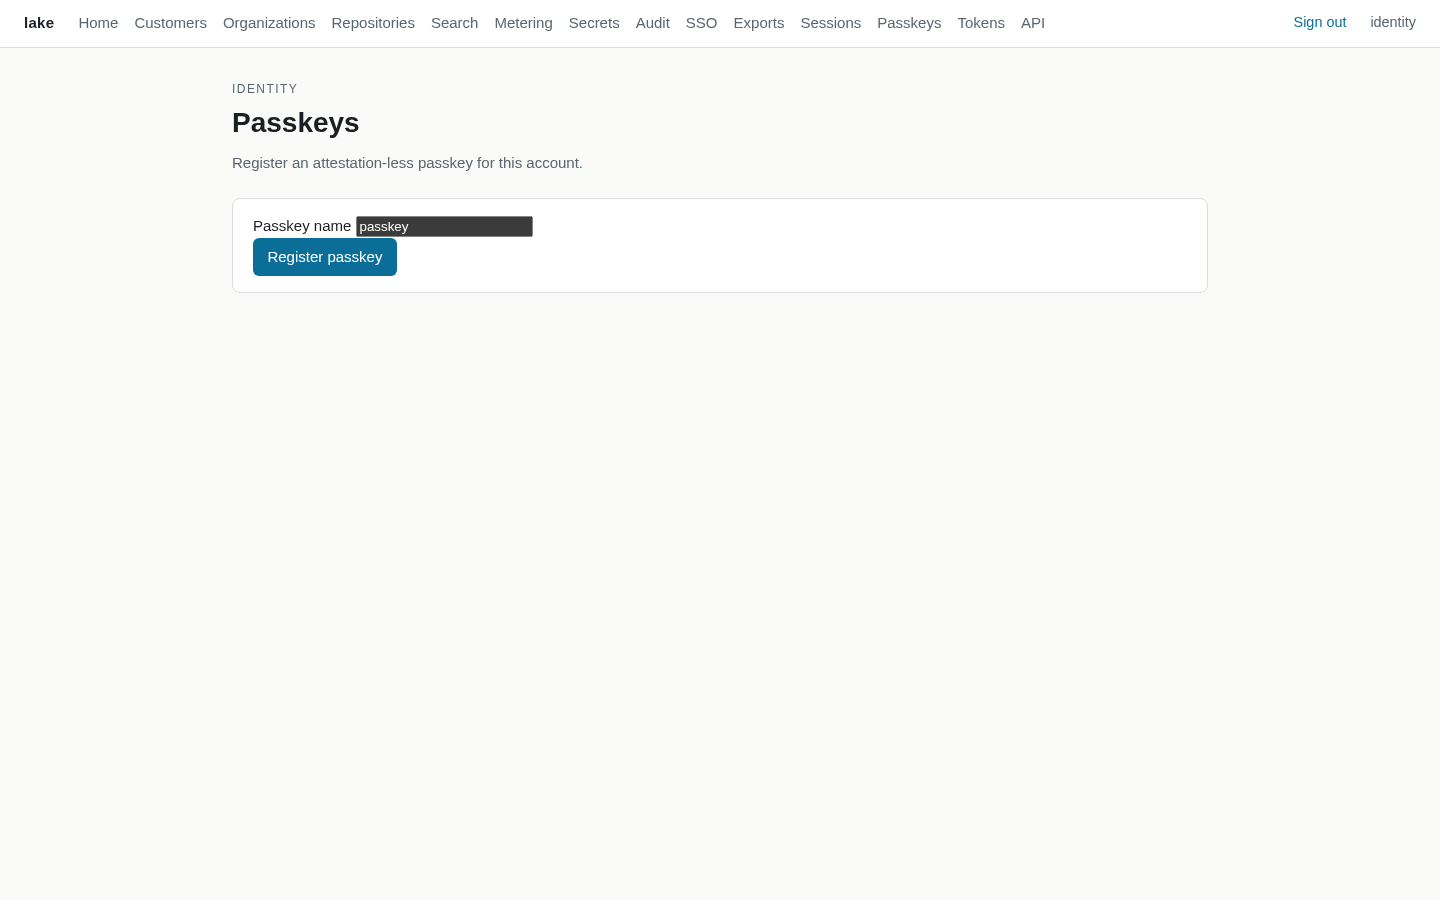 lake Home Customers Organizations Repositories Search Metering Secrets Audit SSO Exports Sessions Passkeys Tokens API Sign out identity
IDENTITY
Passkeys
Register an attestation-less passkey for this account.
Passkey name passkey
Register passkey